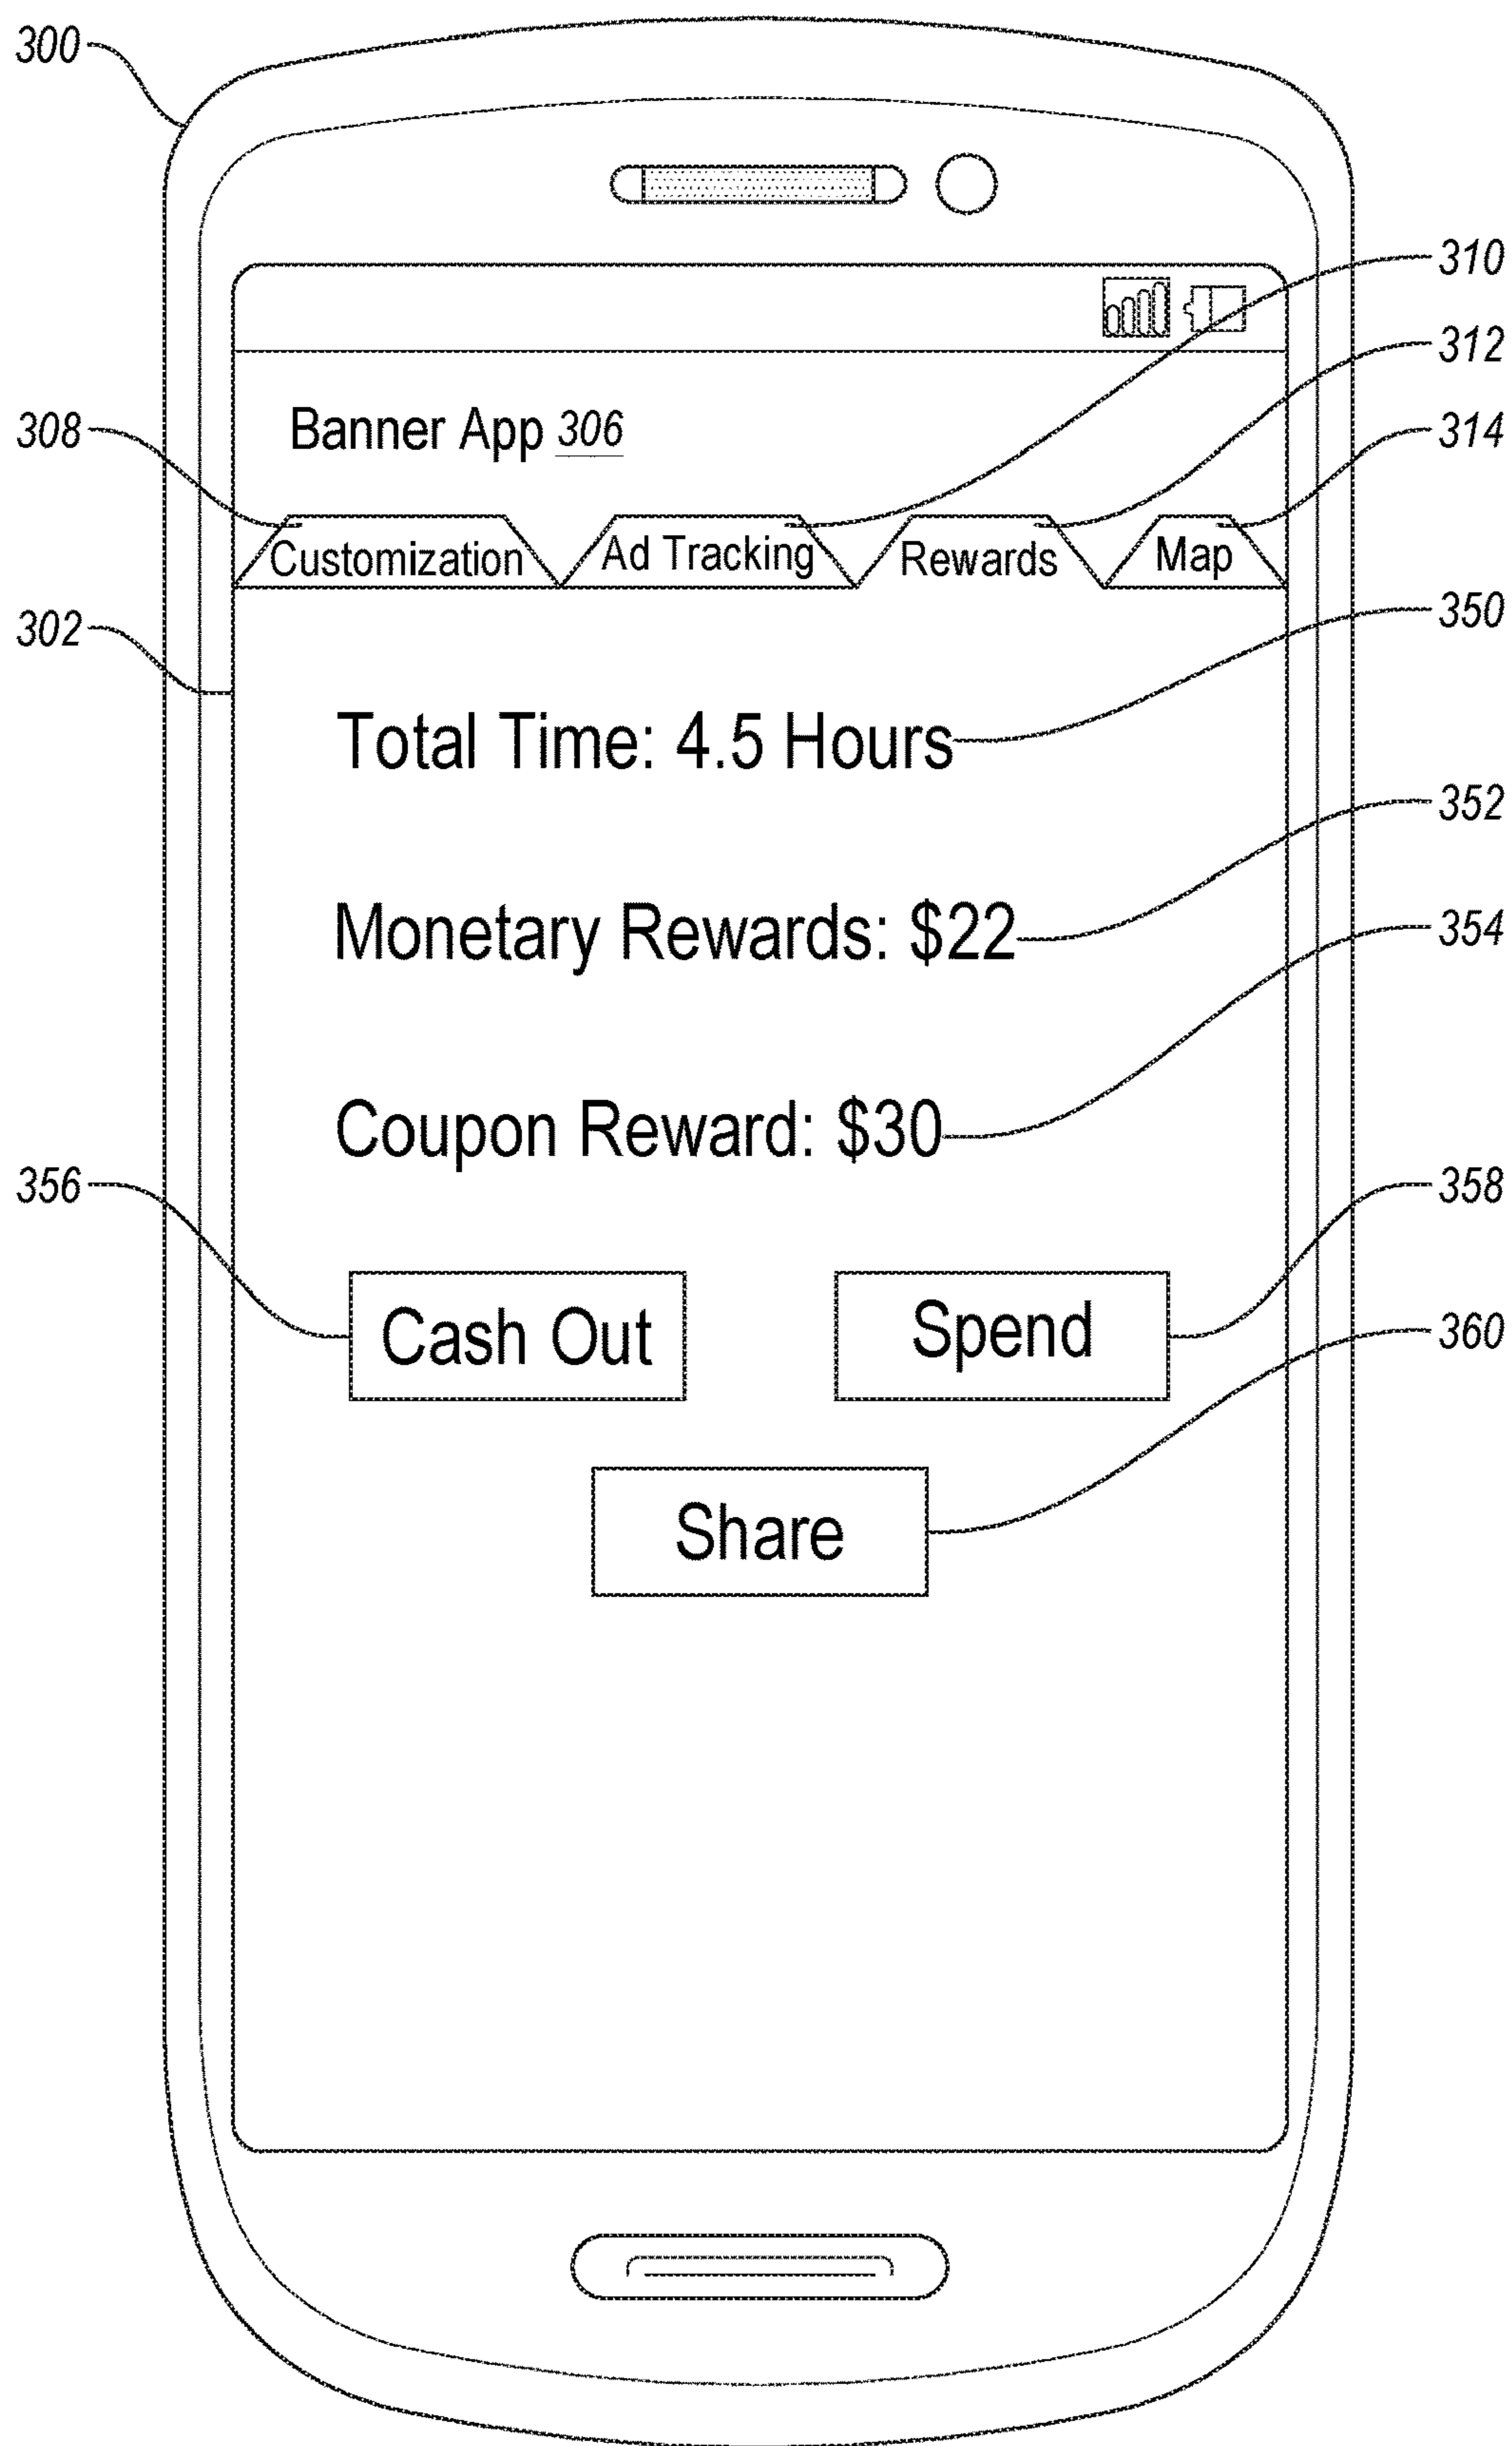 300
310
312
308
Banner App 306
314
Customization Ad Tracking Rewards Map
302
350
Total Time: 4.5 Hours
352
Monetary Rewards: $22
354
Coupon Reward: $30
356
358
Cash Out Spend
360
Share